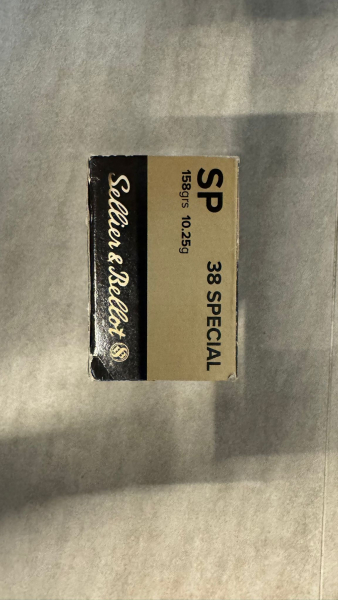 SP 38 SPECIAL
158grs 10.25g
Sellier & Bellot